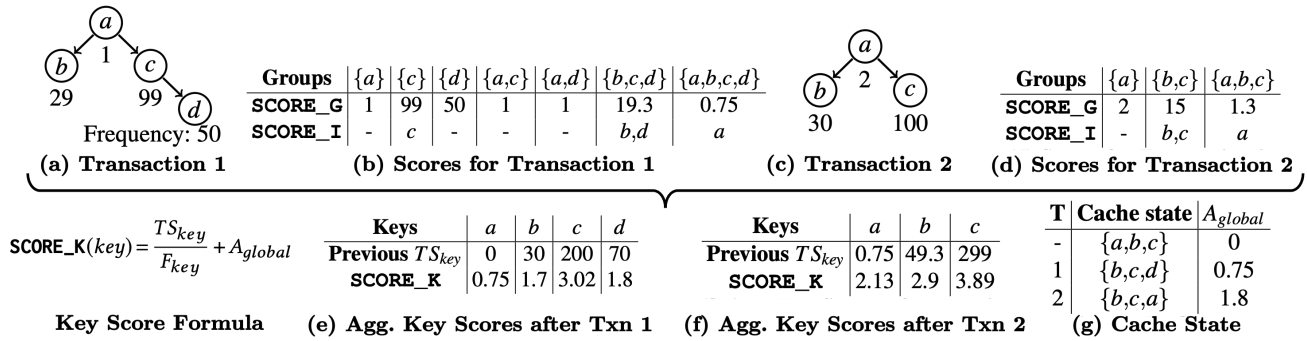 a
1
b
c
29
99
d
Frequency: 50
(a) Transaction 1
Groups {a} {c} {d} {a,c} {a,d} {b,c,d} {a,b,c,d}
SCORE_G 1 99 50 1 1 19.3 0.75
SCORE_I - c - - - b,d a
(b) Scores for Transaction 1
a
2
b
c
30
100
(c) Transaction 2
Groups {a} {b,c} {a,b,c}
SCORE_G 2 15 1.3
SCORE_I - b,c a
(d) Scores for Transaction 2
SCORE_K(key) = TS_key / F_key + A_global
Key Score Formula
Keys a b c d
Previous TS_key 0 30 200 70
SCORE_K 0.75 1.7 3.02 1.8
(e) Agg. Key Scores after Txn 1
Keys a b c
Previous TS_key 0.75 49.3 299
SCORE_K 2.13 2.9 3.89
(f) Agg. Key Scores after Txn 2
T Cache state A_global
- {a,b,c} 0
1 {b,c,d} 0.75
2 {b,c,a} 1.8
(g) Cache State